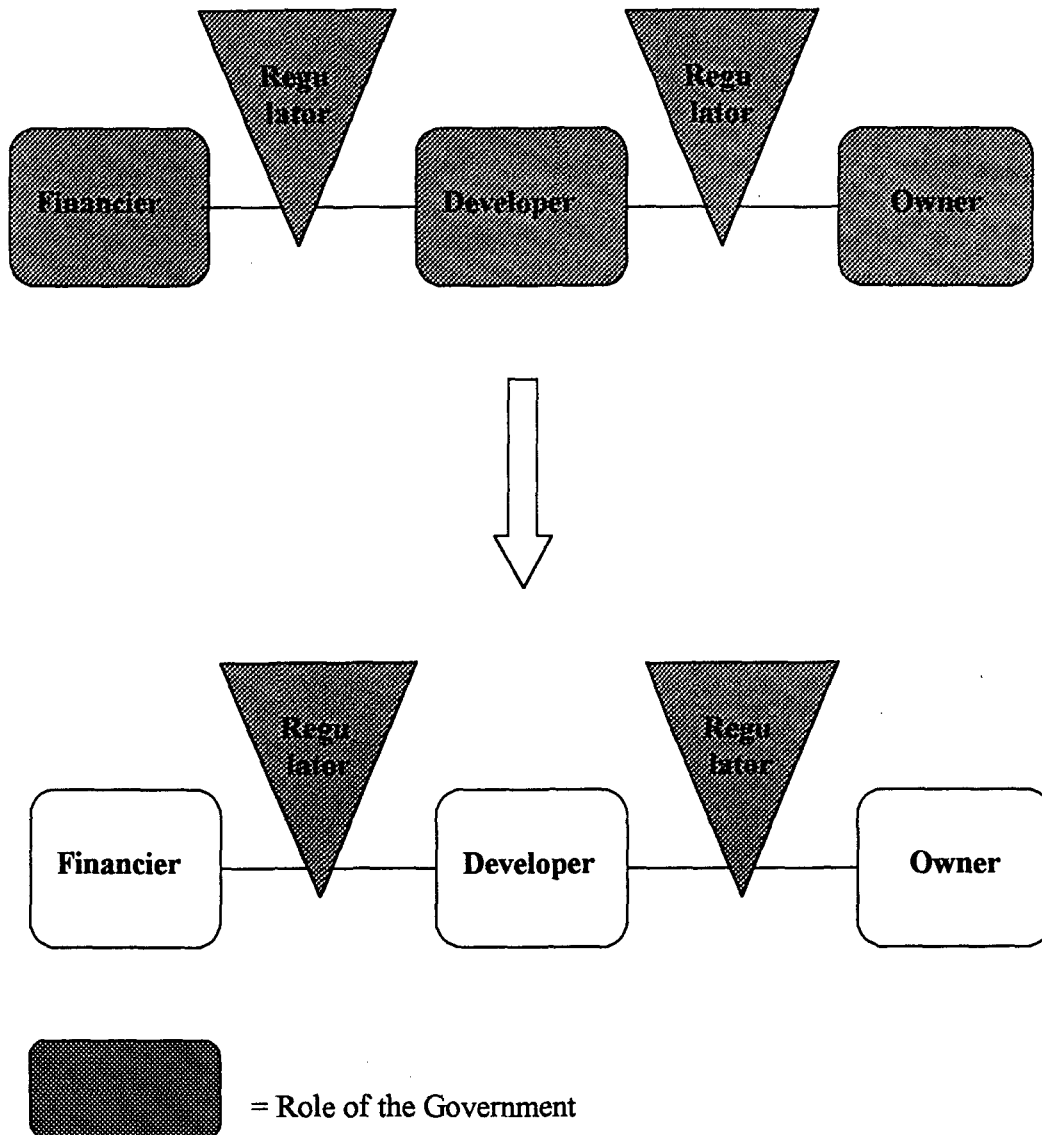 Regu
lator
Regu
lator
Financier
Developer
Owner
Regu
lator
Regu
lator
Financier
Developer
Owner
= Role of the Government